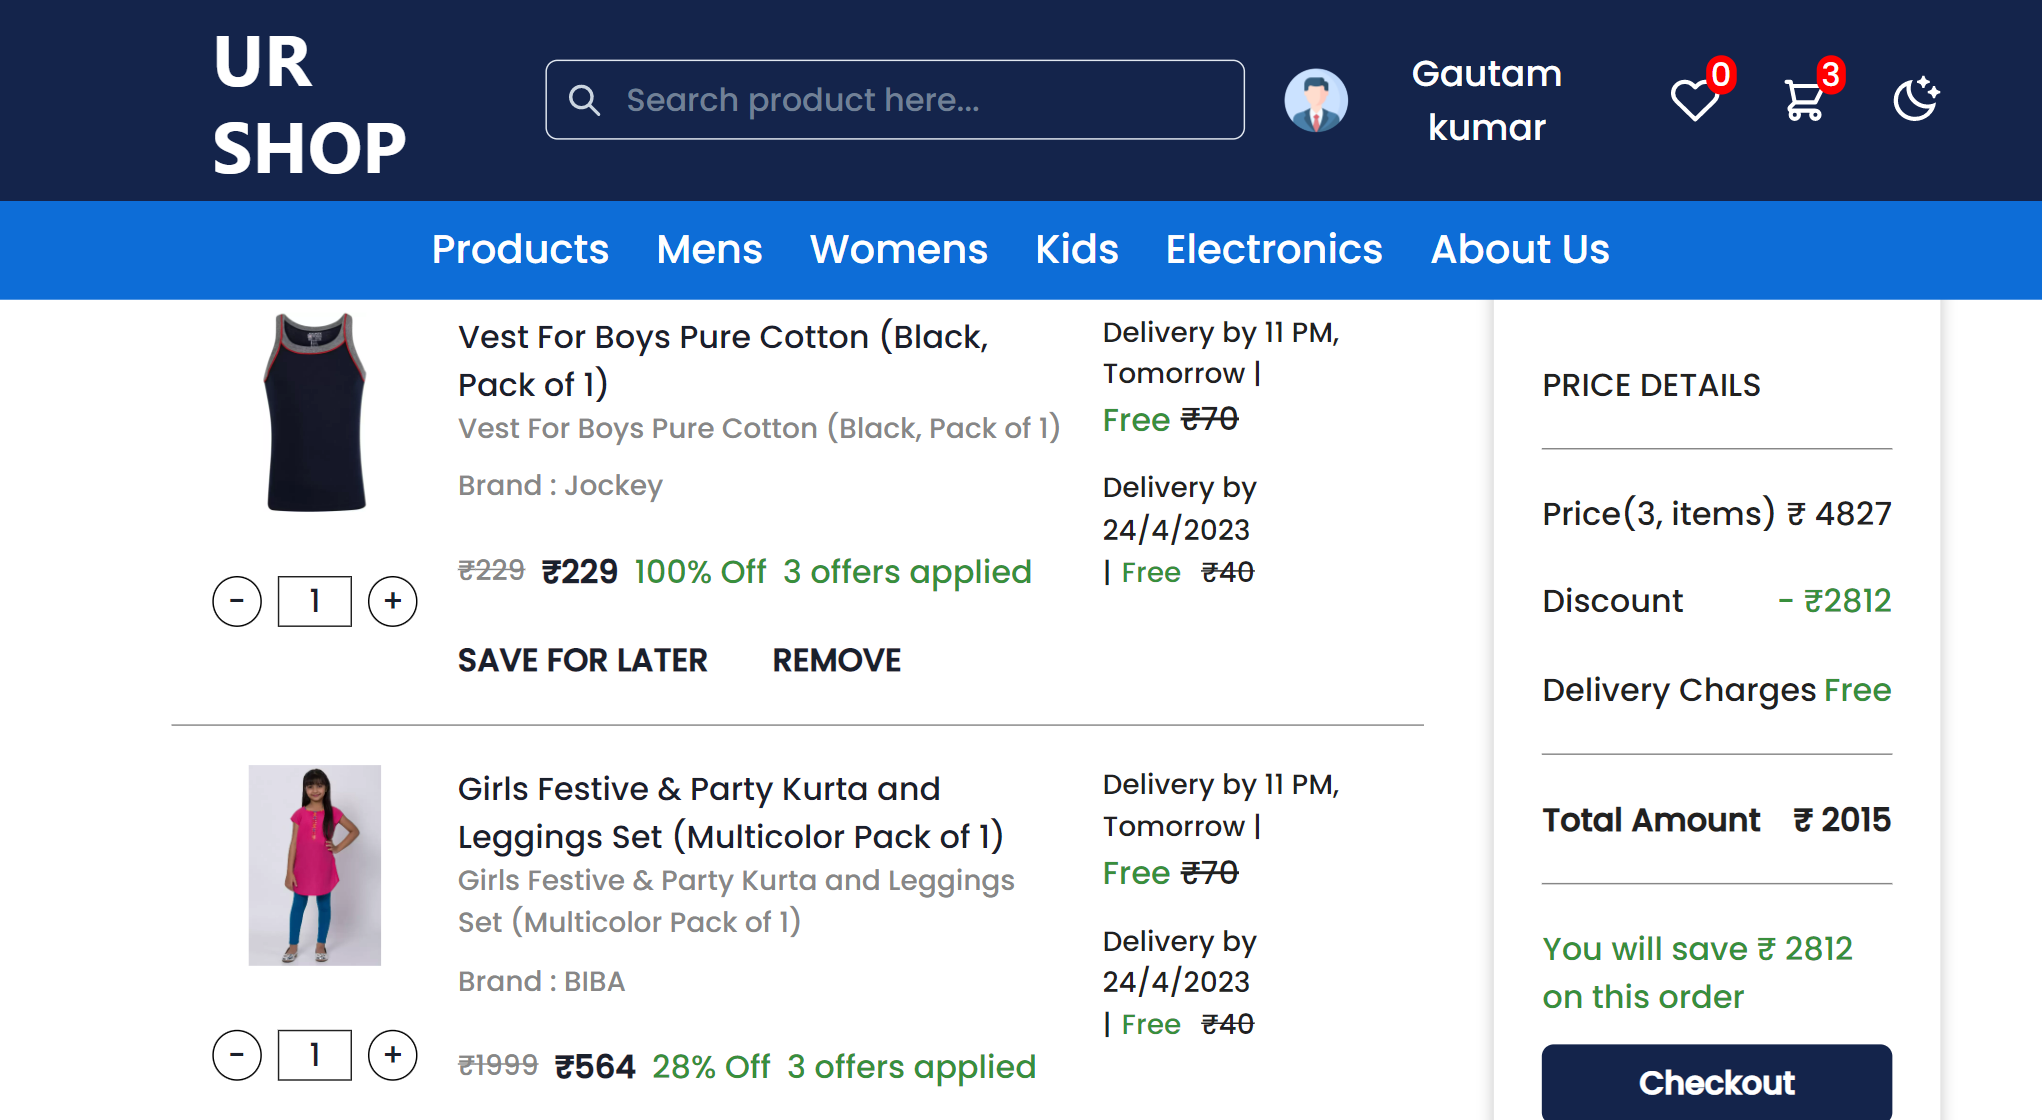 UR
SHOP
Search product here...
Gautam
kumar
0
3
Products Mens Womens Kids Electronics About Us
Vest For Boys Pure Cotton (Black,
Pack of 1)
Vest For Boys Pure Cotton (Black, Pack of 1)
Brand : Jockey
₹229 ₹229 100% Off 3 offers applied
- 1 +
SAVE FOR LATER REMOVE
Delivery by 11 PM,
Tomorrow |
Free ₹70
Delivery by
24/4/2023
| Free ₹40
Girls Festive & Party Kurta and
Leggings Set (Multicolor Pack of 1)
Girls Festive & Party Kurta and Leggings
Set (Multicolor Pack of 1)
Brand : BIBA
- 1 +
₹1999 ₹564 28% Off 3 offers applied
Delivery by 11 PM,
Tomorrow |
Free ₹70
Delivery by
24/4/2023
| Free ₹40
PRICE DETAILS
Price(3, items) ₹ 4827
Discount - ₹2812
Delivery Charges Free
Total Amount ₹ 2015
You will save ₹ 2812
on this order
Checkout